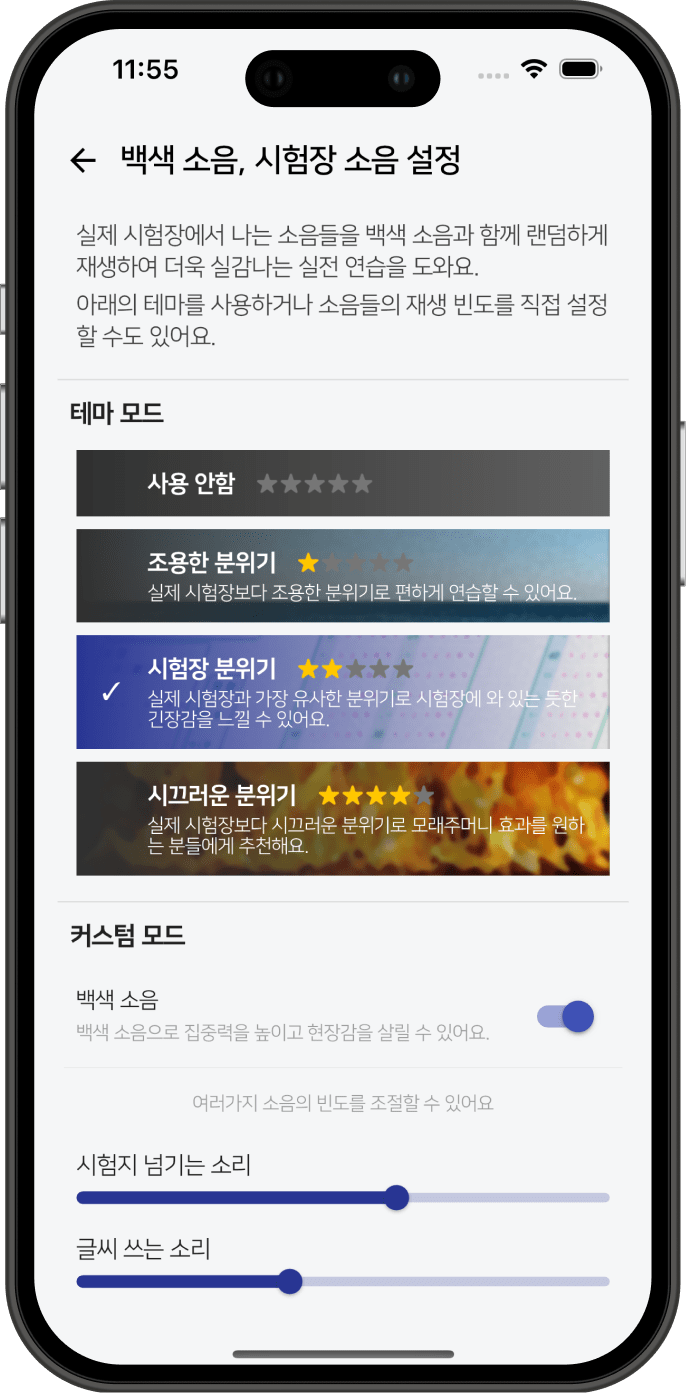 11:55
백색 소음, 시험장 소음 설정
실제 시험장에서 나는 소음들을 백색 소음과 함께 랜덤하게
재생하여 더욱 실감나는 실전 연습을 도와요.
아래의 테마를 사용하거나 소음들의 재생 빈도를 직접 설정
할 수도 있어요.
테마 모드
사용 안함
조용한 분위기
실제 시험장보다 조용한 분위기로 편하게 연습할 수 있어요.
시험장 분위기
실제 시험장과 가장 유사한 분위기로 시험장에 와 있는 듯한
긴장감을 느낄 수 있어요.
시끄러운 분위기
실제 시험장보다 시끄러운 분위기로 모래주머니 효과를 원하
는 분들에게 추천해요.
커스텀 모드
백색 소음
백색 소음으로 집중력을 높이고 현장감을 살릴 수 있어요.
여러가지 소음의 빈도를 조절할 수 있어요
시험지 넘기는 소리
글씨 쓰는 소리